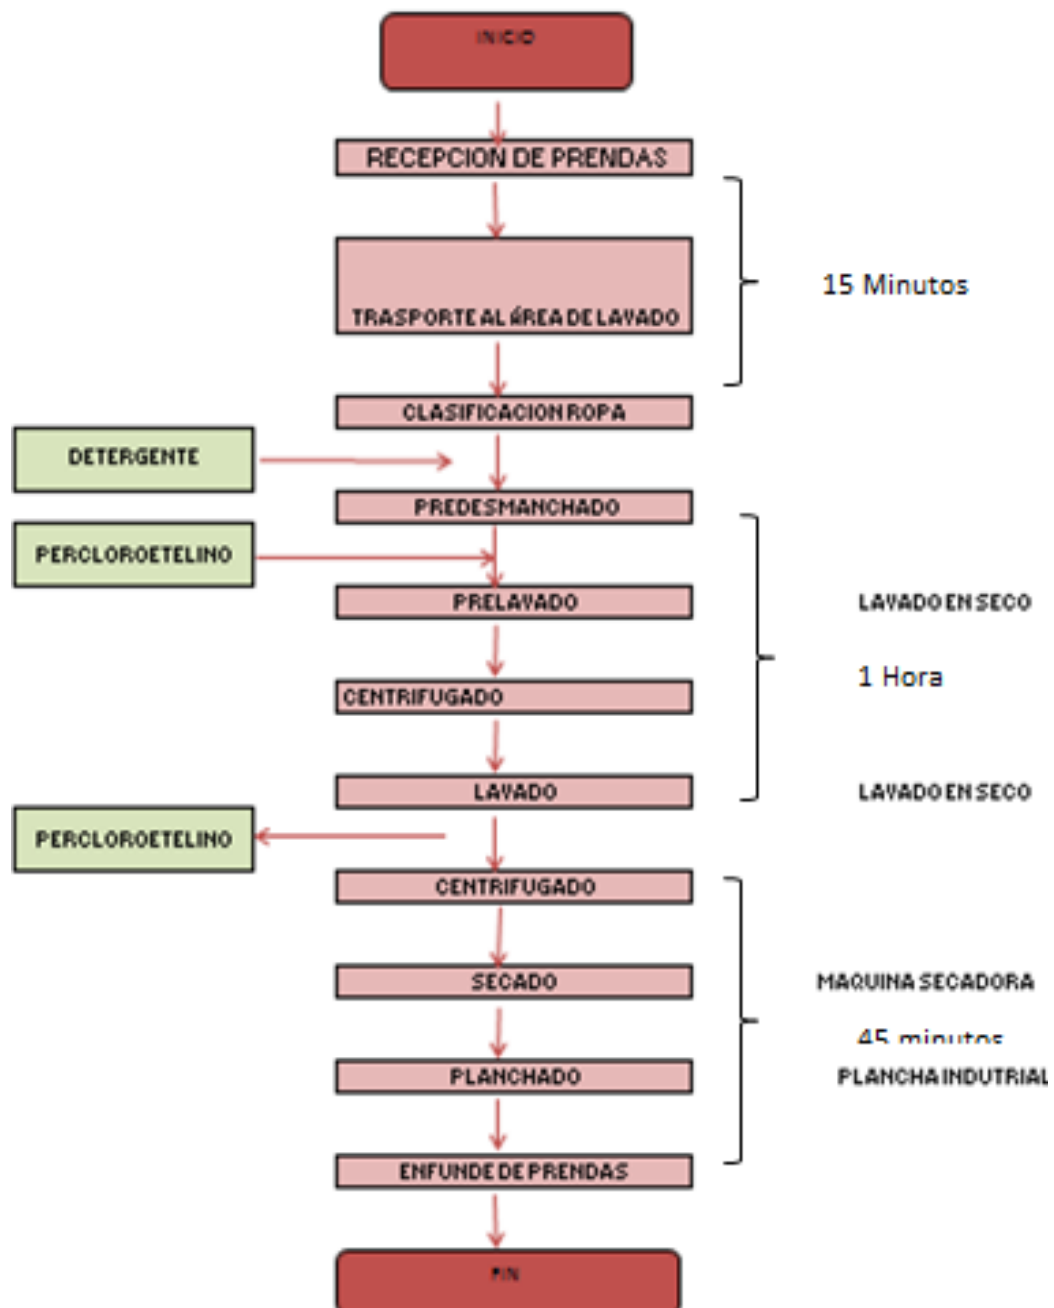 INICIO
RECEPCION DE PRENDAS
15 Minutos
TRASPORTE AL ÁREA DE LAVADO
CLASIFICACION ROPA
DETERGENTE
PREDESMANCHADO
PERCLOROETELINO
PRELAVADO
LAVADO EN SECO
1 Hora
CENTRIFUGADO
LAVADO
LAVADO EN SECO
PERCLOROETELINO
CENTRIFUGADO
SECADO
MAQUINA SECADORA
45 minutos
PLANCHADO
PLANCHA INDUTRIAL
ENFUNDE DE PRENDAS
FIN